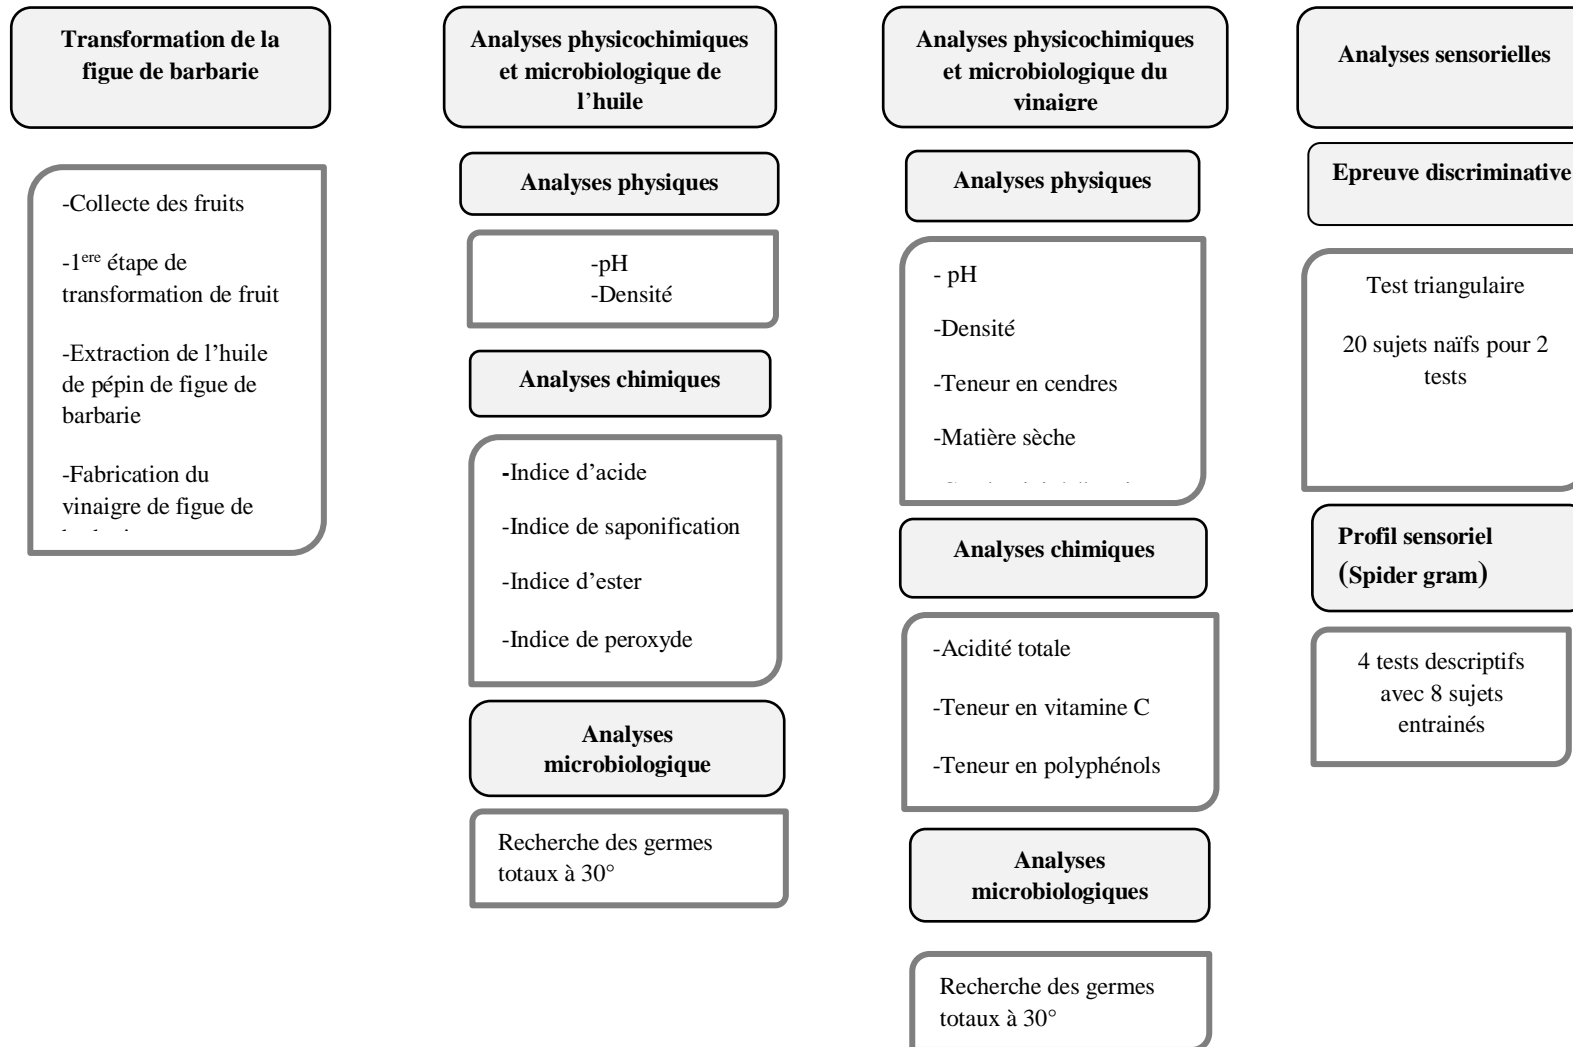 Transformation de la
figue de barbarie
-Collecte des fruits
-1ere étape de
transformation de fruit
-Extraction de l’huile
de pépin de figue de
barbarie
-Fabrication du
vinaigre de figue de
Analyses physicochimiques
et microbiologique de
l’huile
Analyses physiques
-pH
-Densité
Analyses chimiques
-Indice d’acide
-Indice de saponification
-Indice d’ester
-Indice de peroxyde
Analyses
microbiologique
Recherche des germes
totaux à 30°
Analyses physicochimiques
et microbiologique du
vinaigre
Analyses physiques
- pH
-Densité
-Teneur en cendres
-Matière sèche
Analyses chimiques
-Acidité totale
-Teneur en vitamine C
-Teneur en polyphénols
Analyses
microbiologiques
Recherche des germes
totaux à 30°
Analyses sensorielles
Epreuve discriminative
Test triangulaire
20 sujets naïfs pour 2
tests
Profil sensoriel
(Spider gram)
4 tests descriptifs
avec 8 sujets
entrainés